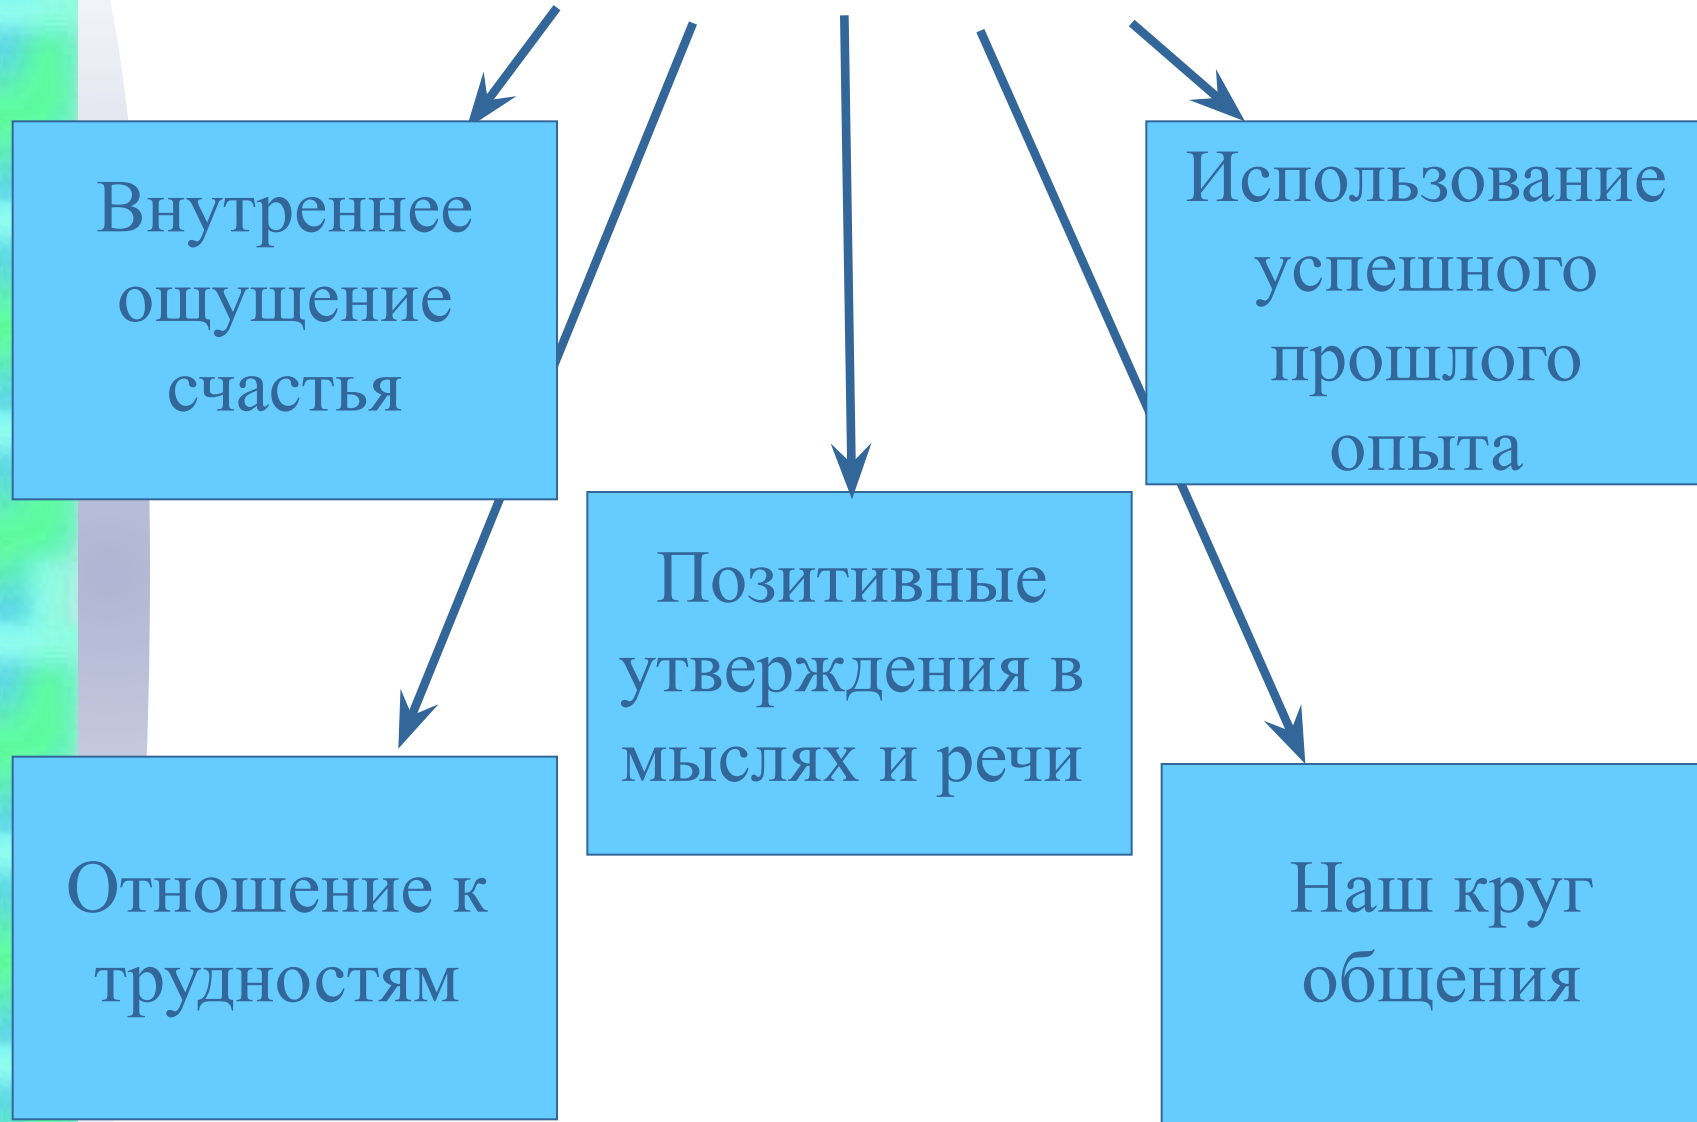 Внутреннее
ощущение
счастья
Использование
успешного
прошлого
опыта
Позитивные
утверждения в
мыслях и речи
Отношение к
трудностям
Наш круг
общения